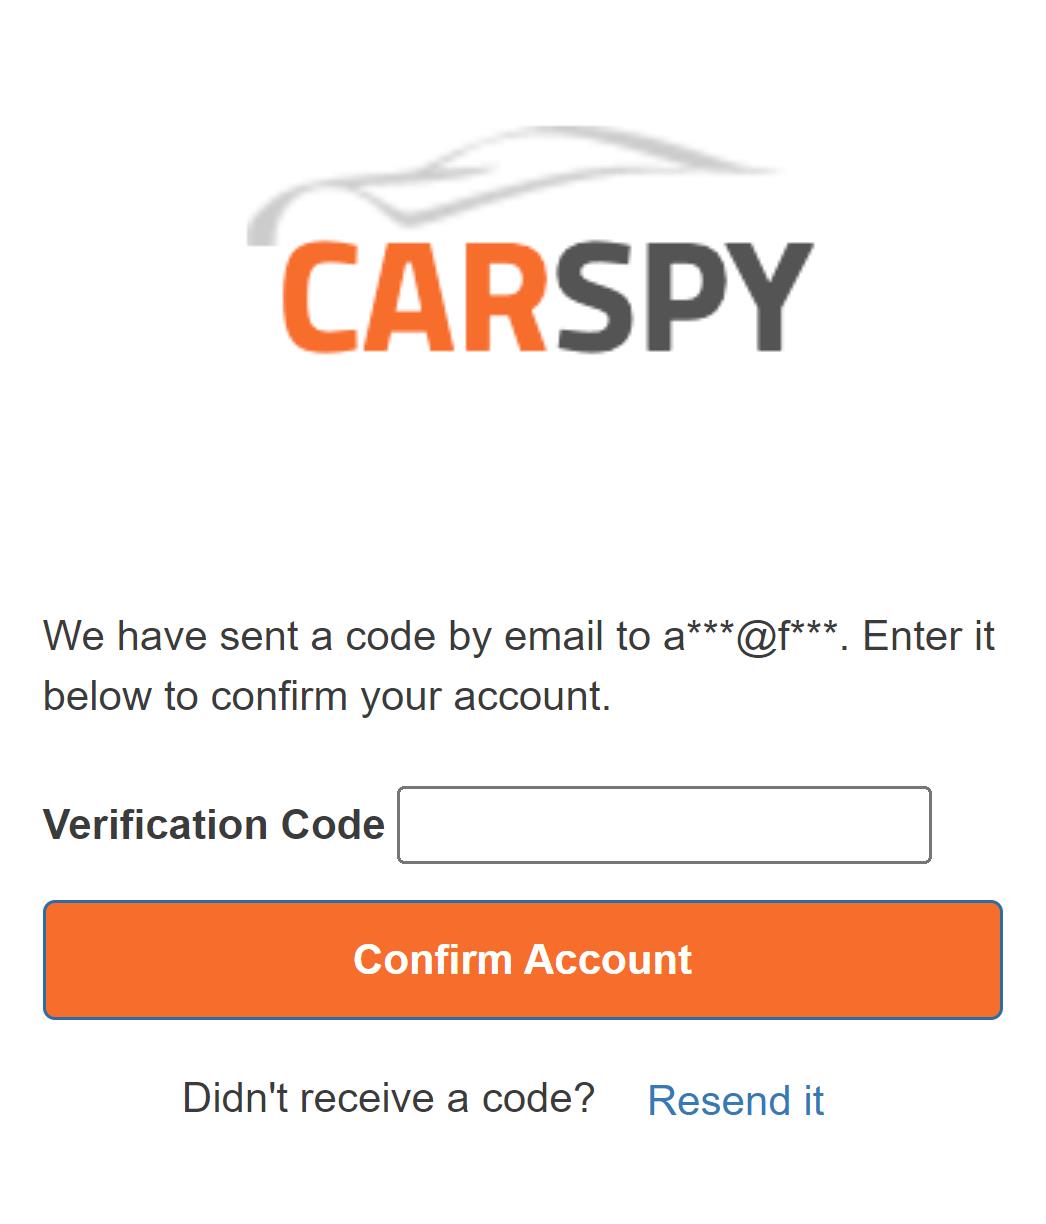 CARSPY
We have sent a code by email to a***@f***. Enter it
below to confirm your account.
Verification Code
Confirm Account
Didn't receive a code? Resend it